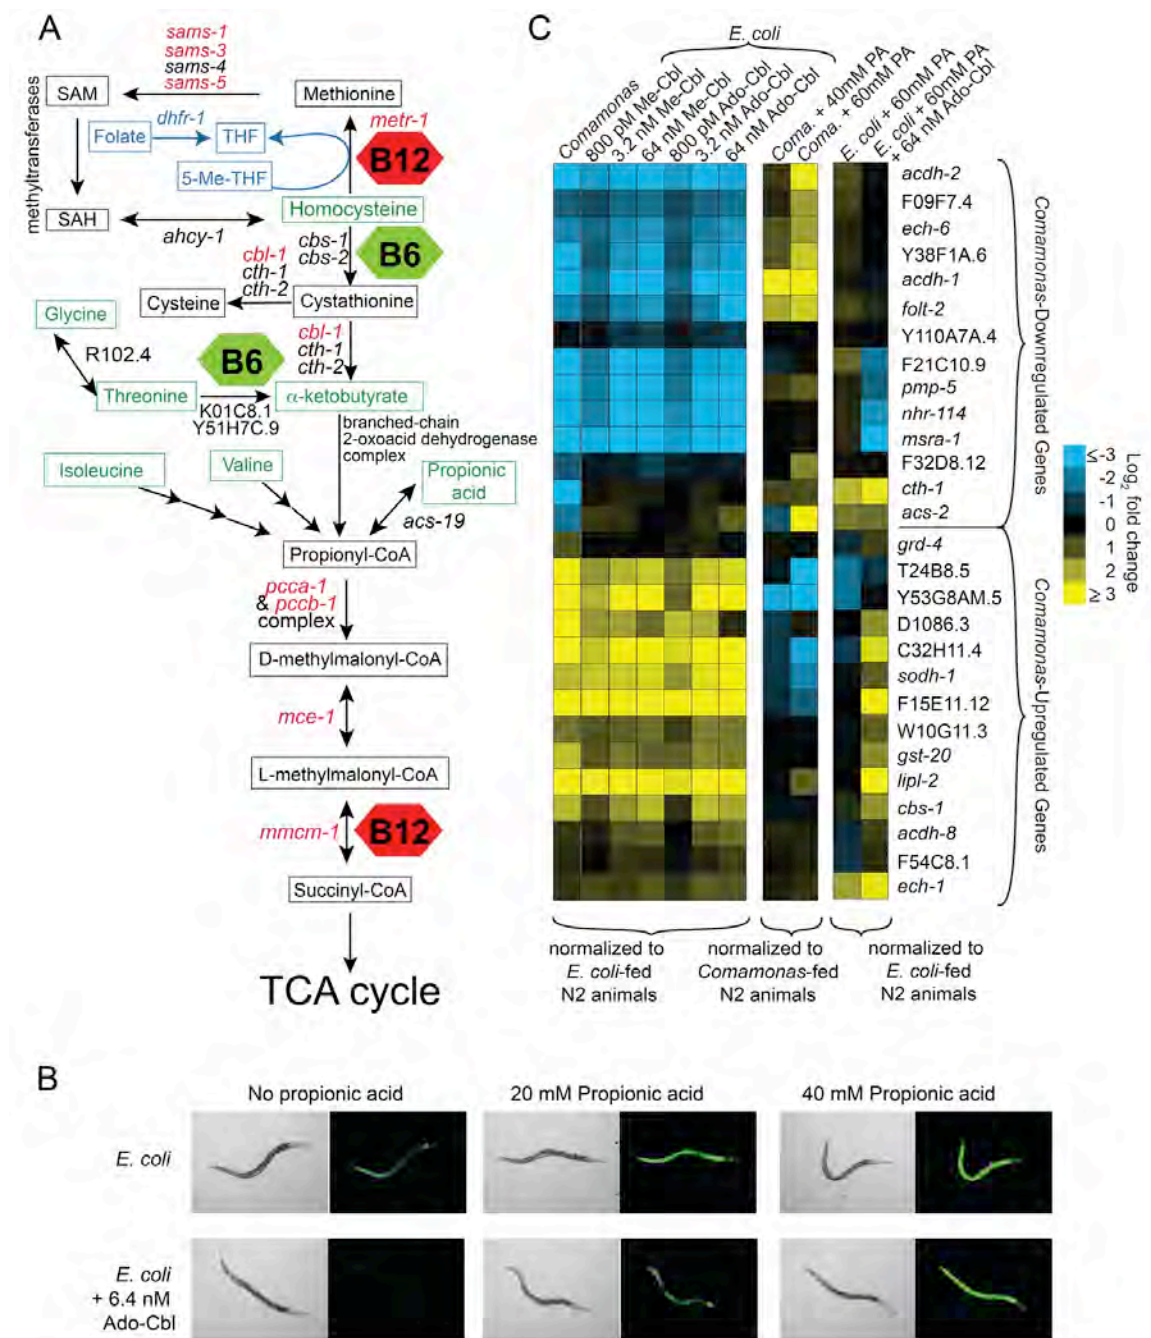 A
sams-1
sams-3
sams-4
sams-5
SAM
Methionine
methyltransferases
Folate
dhfr-1
THF
metr-1
B12
5-Me-THF
SAH
Homocysteine
ahcy-1
cbs-1
cbs-2
B6
cbl-1
cth-1
cth-2
Cysteine
Cystathionine
Glycine
R102.4
B6
cbl-1
cth-1
cth-2
Threonine
α-ketobutyrate
K01C8.1
Y51H7C.9
branched-chain
2-oxoacid dehydrogenase
complex
Isoleucine
Valine
Propionic
acid
acs-19
Propionyl-CoA
pcca-1
& pccb-1
complex
D-methylmalonyl-CoA
mce-1
L-methylmalonyl-CoA
mmcm-1
B12
Succinyl-CoA
TCA cycle
C
E. coli
Comamonas
800 pM Me-Cbl
3.2 nM Me-Cbl
64 nM Me-Cbl
800 pM Ado-Cbl
3.2 nM Ado-Cbl
64 nM Ado-Cbl
Coma. + 40mM PA
Coma. + 60mM PA
E. coli + 60mM PA
E. coli + 60mM PA
+ 64 nM Ado-Cbl
acdh-2
F09F7.4
ech-6
Y38F1A.6
acdh-1
folt-2
Y110A7A.4
F21C10.9
pmp-5
nhr-114
msra-1
F32D8.12
cth-1
acs-2
grd-4
T24B8.5
Y53G8AM.5
D1086.3
C32H11.4
sodh-1
F15E11.12
W10G11.3
gst-20
lipl-2
cbs-1
acdh-8
F54C8.1
ech-1
Comamonas-Downregulated Genes
Comamonas-Upregulated Genes
≤ -3
-2
-1
0
1
2
≥ 3
Log2 fold change
normalized to
E. coli-fed
N2 animals
normalized to
Comamonas-fed
N2 animals
normalized to
E. coli-fed
N2 animals
B
No propionic acid
20 mM Propionic acid
40 mM Propionic acid
E. coli
E. coli
+ 6.4 nM
Ado-Cbl